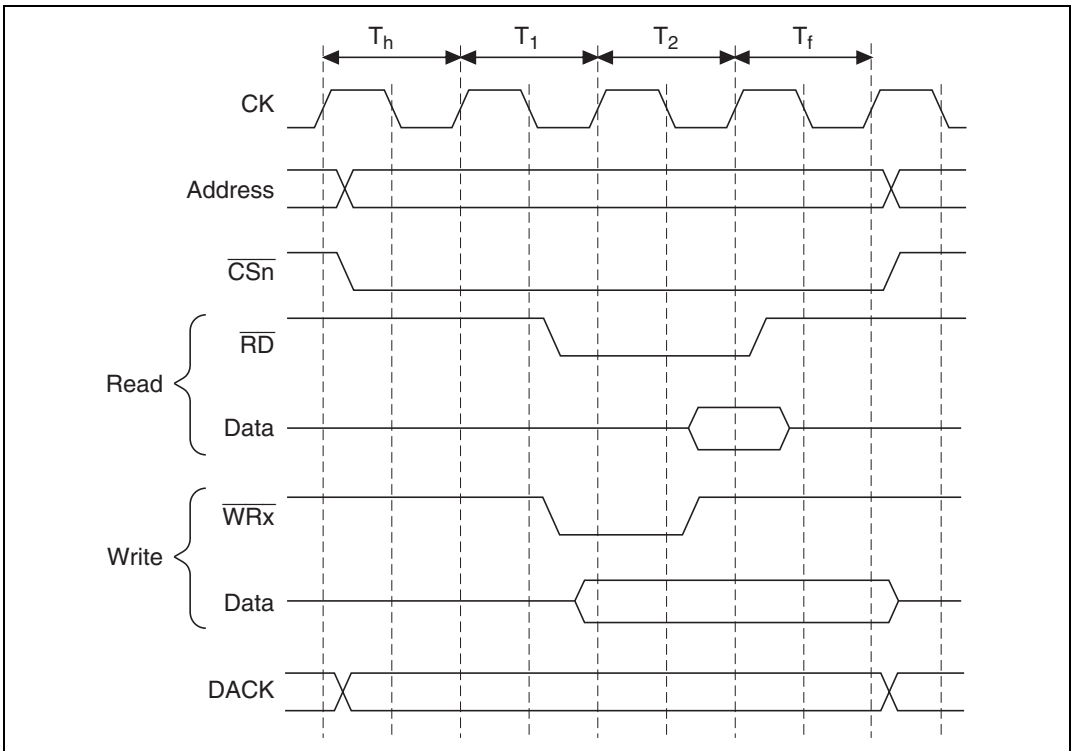 Th T1 T2 Tf
CK
Address
CSn
RD
Read
Data
WRx
Write
Data
DACK